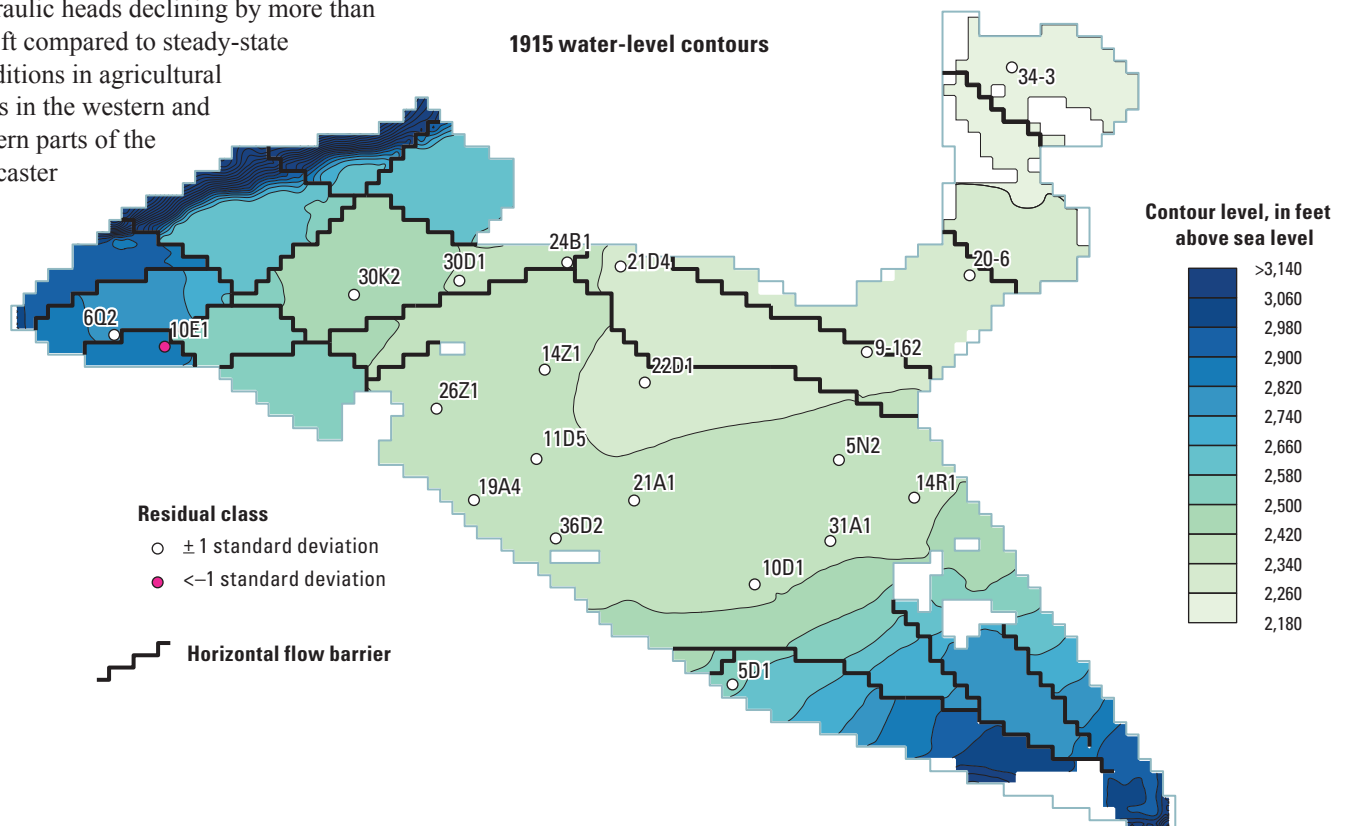 raulic heads declining by more than
ft compared to steady-state
ditions in agricultural
s in the western and
ern parts of the
caster
1915 water-level contours
34-3
24B1
30D1
21D4
20-6
30K2
6Q2
10E1
9-162
14Z1
22D1
26Z1
11D5
5N2
19A4
21A1
14R1
36D2
31A1
10D1
5D1
Contour level, in feet
above sea level
>3,140
3,060
2,980
2,900
2,820
2,740
2,660
2,580
2,500
2,420
2,340
2,260
2,180
Residual class
± 1 standard deviation
<–1 standard deviation
Horizontal flow barrier